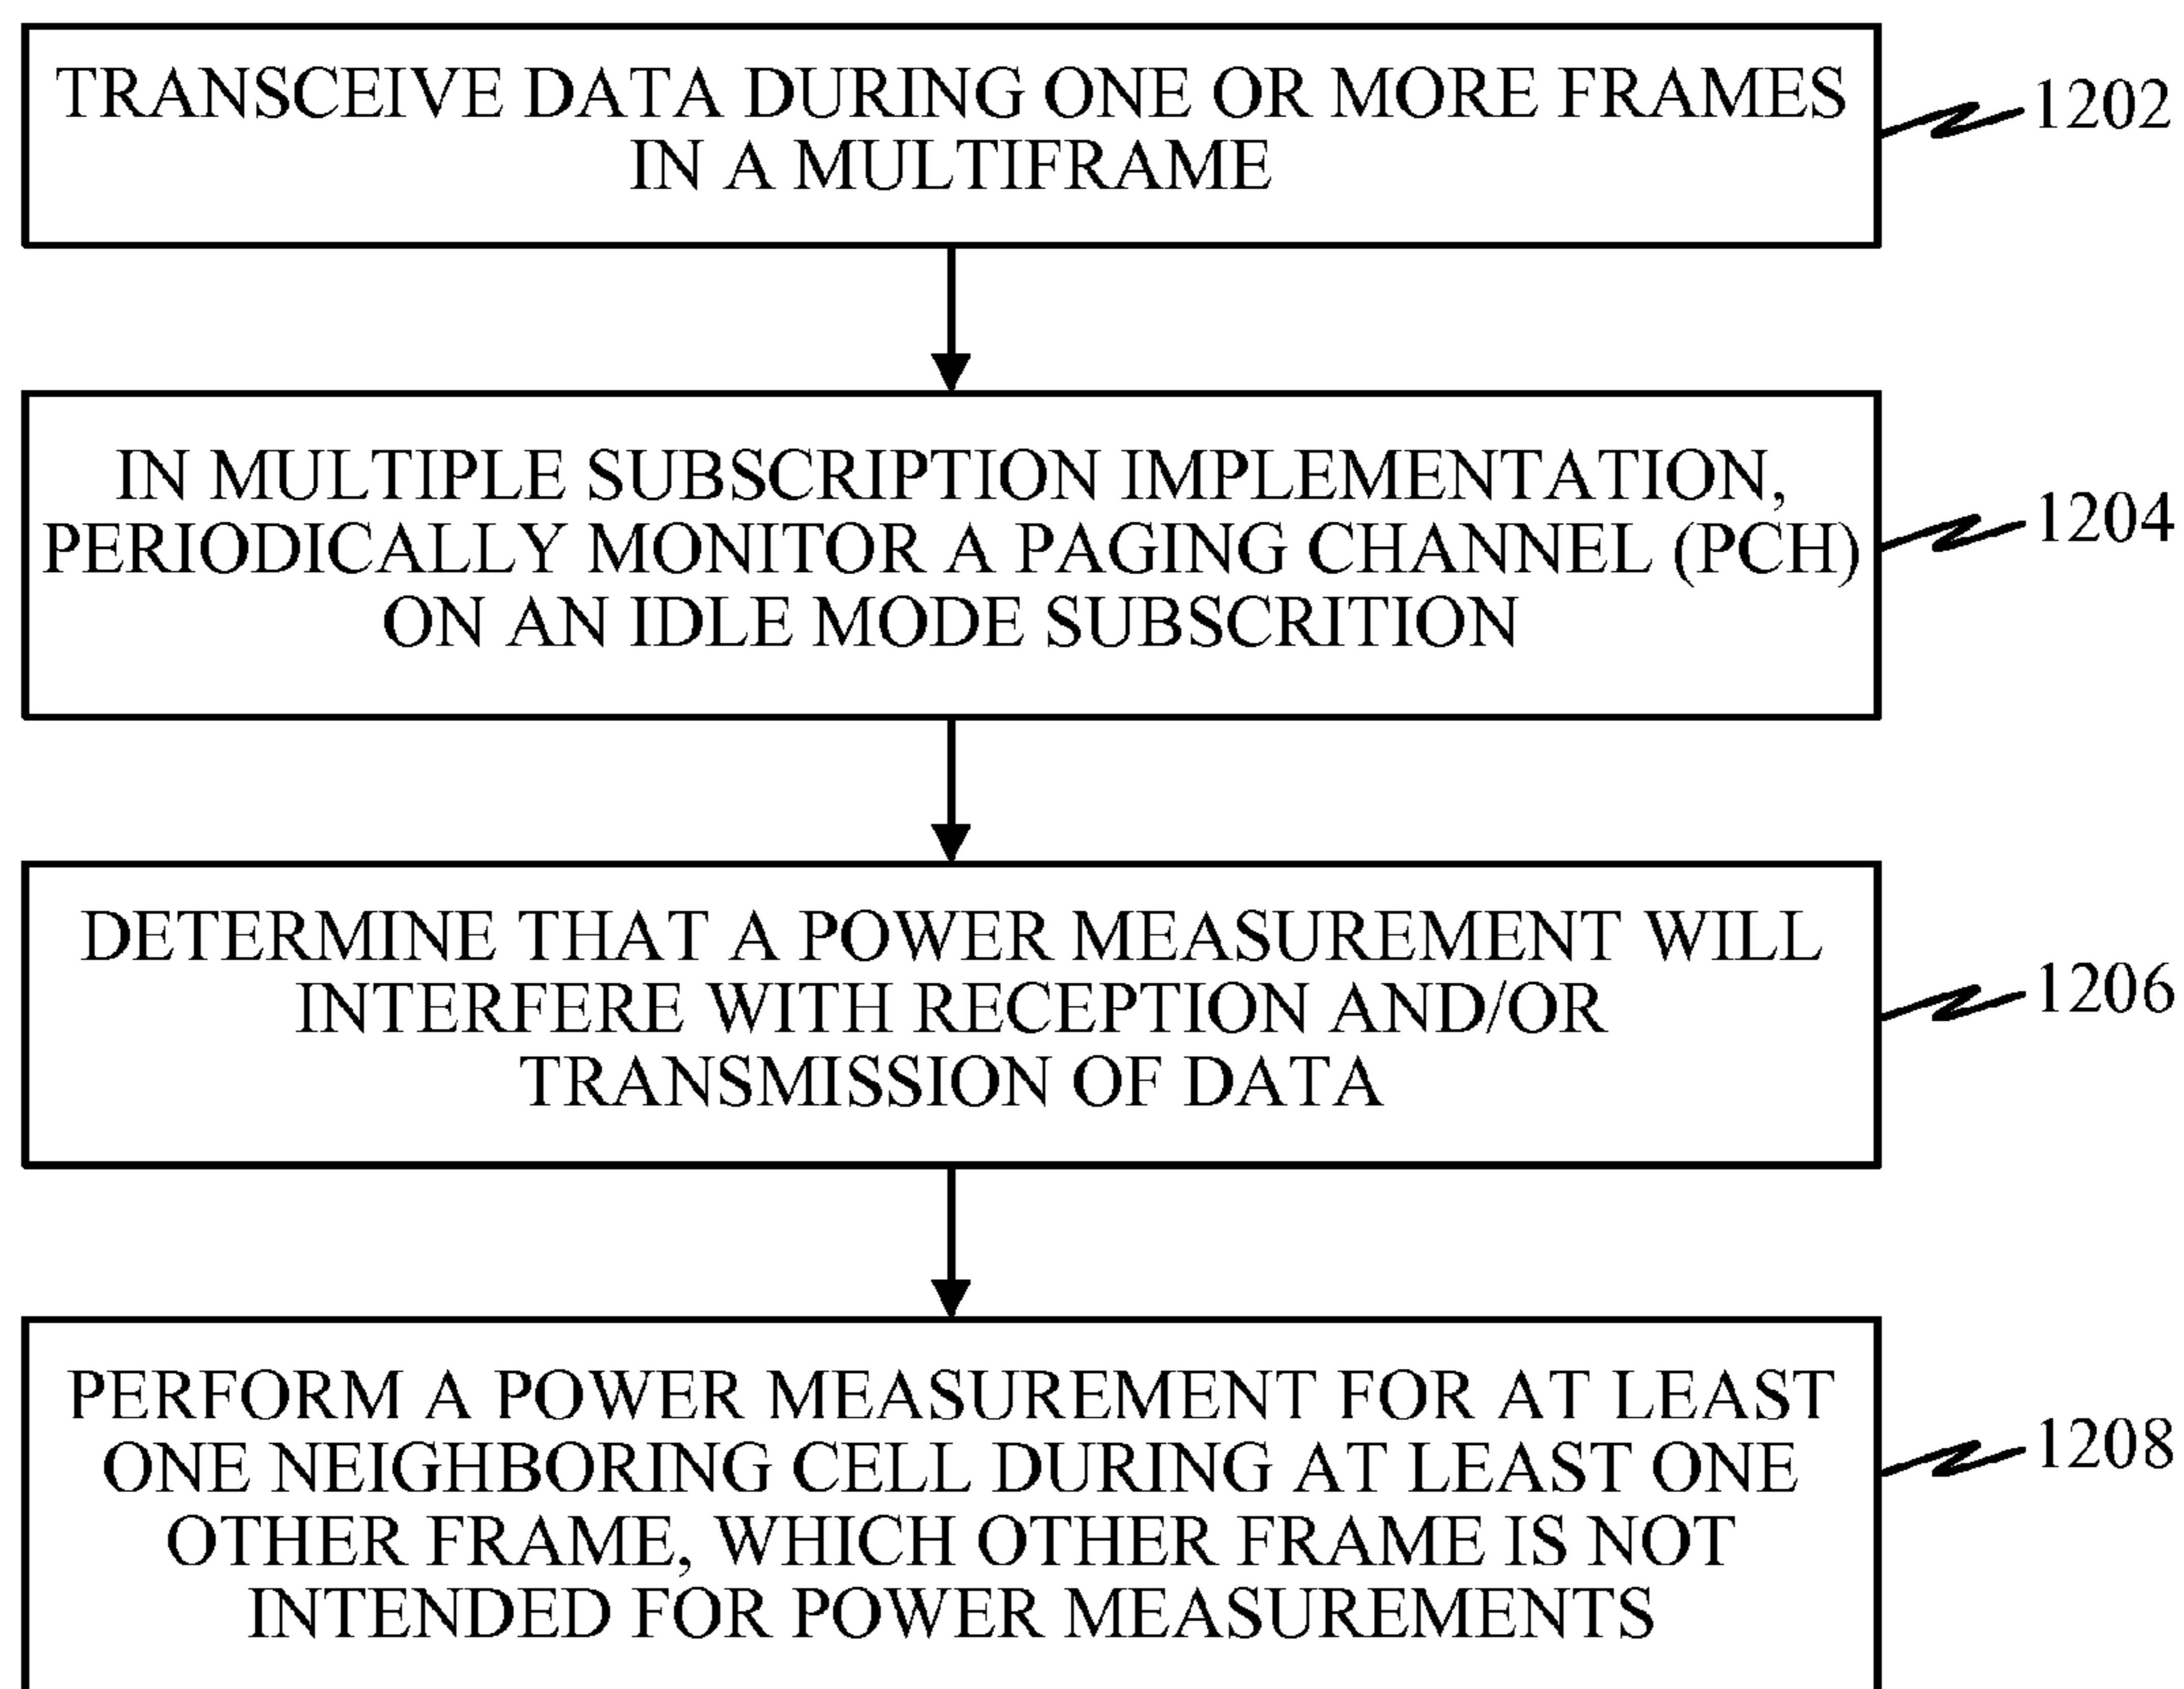 TRANSCEIVE DATA DURING ONE OR MORE FRAMES
IN A MULTIFRAME
1202
IN MULTIPLE SUBSCRIPTION IMPLEMENTATION,
PERIODICALLY MONITOR A PAGING CHANNEL (PCH)
ON AN IDLE MODE SUBSCRITION
1204
DETERMINE THAT A POWER MEASUREMENT WILL
INTERFERE WITH RECEPTION AND/OR
TRANSMISSION OF DATA
1206
PERFORM A POWER MEASUREMENT FOR AT LEAST
ONE NEIGHBORING CELL DURING AT LEAST ONE
OTHER FRAME, WHICH OTHER FRAME IS NOT
INTENDED FOR POWER MEASUREMENTS
1208